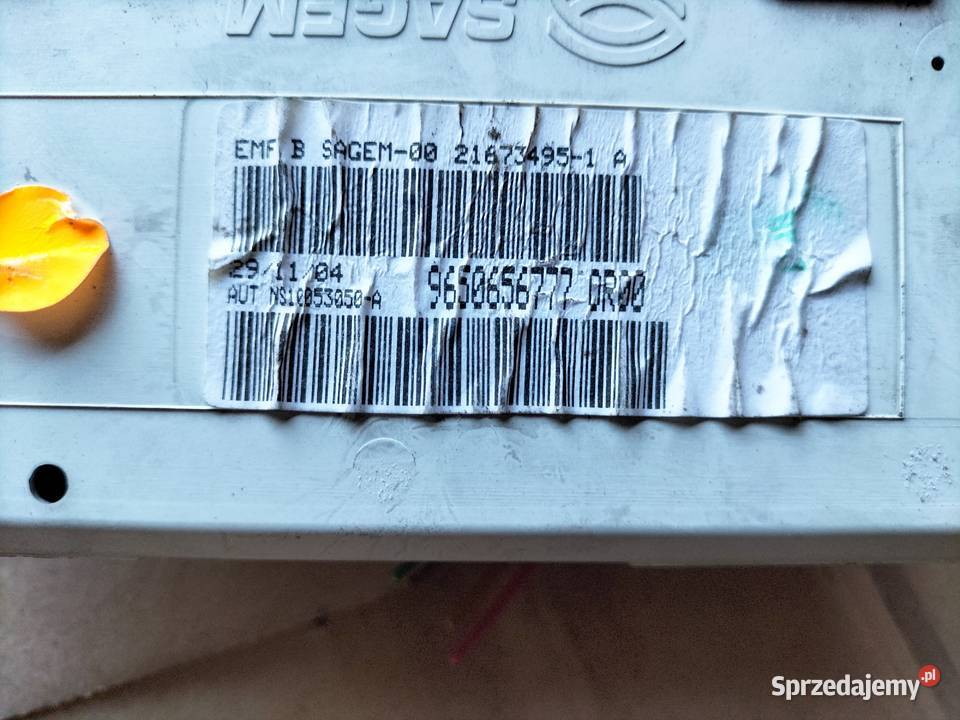 SAGEM
EMF B SAGEM-00 21673495-1 A
29/11/04
AUT NS10053050-A
9650656777 DR00
Sprzedajemy.pl